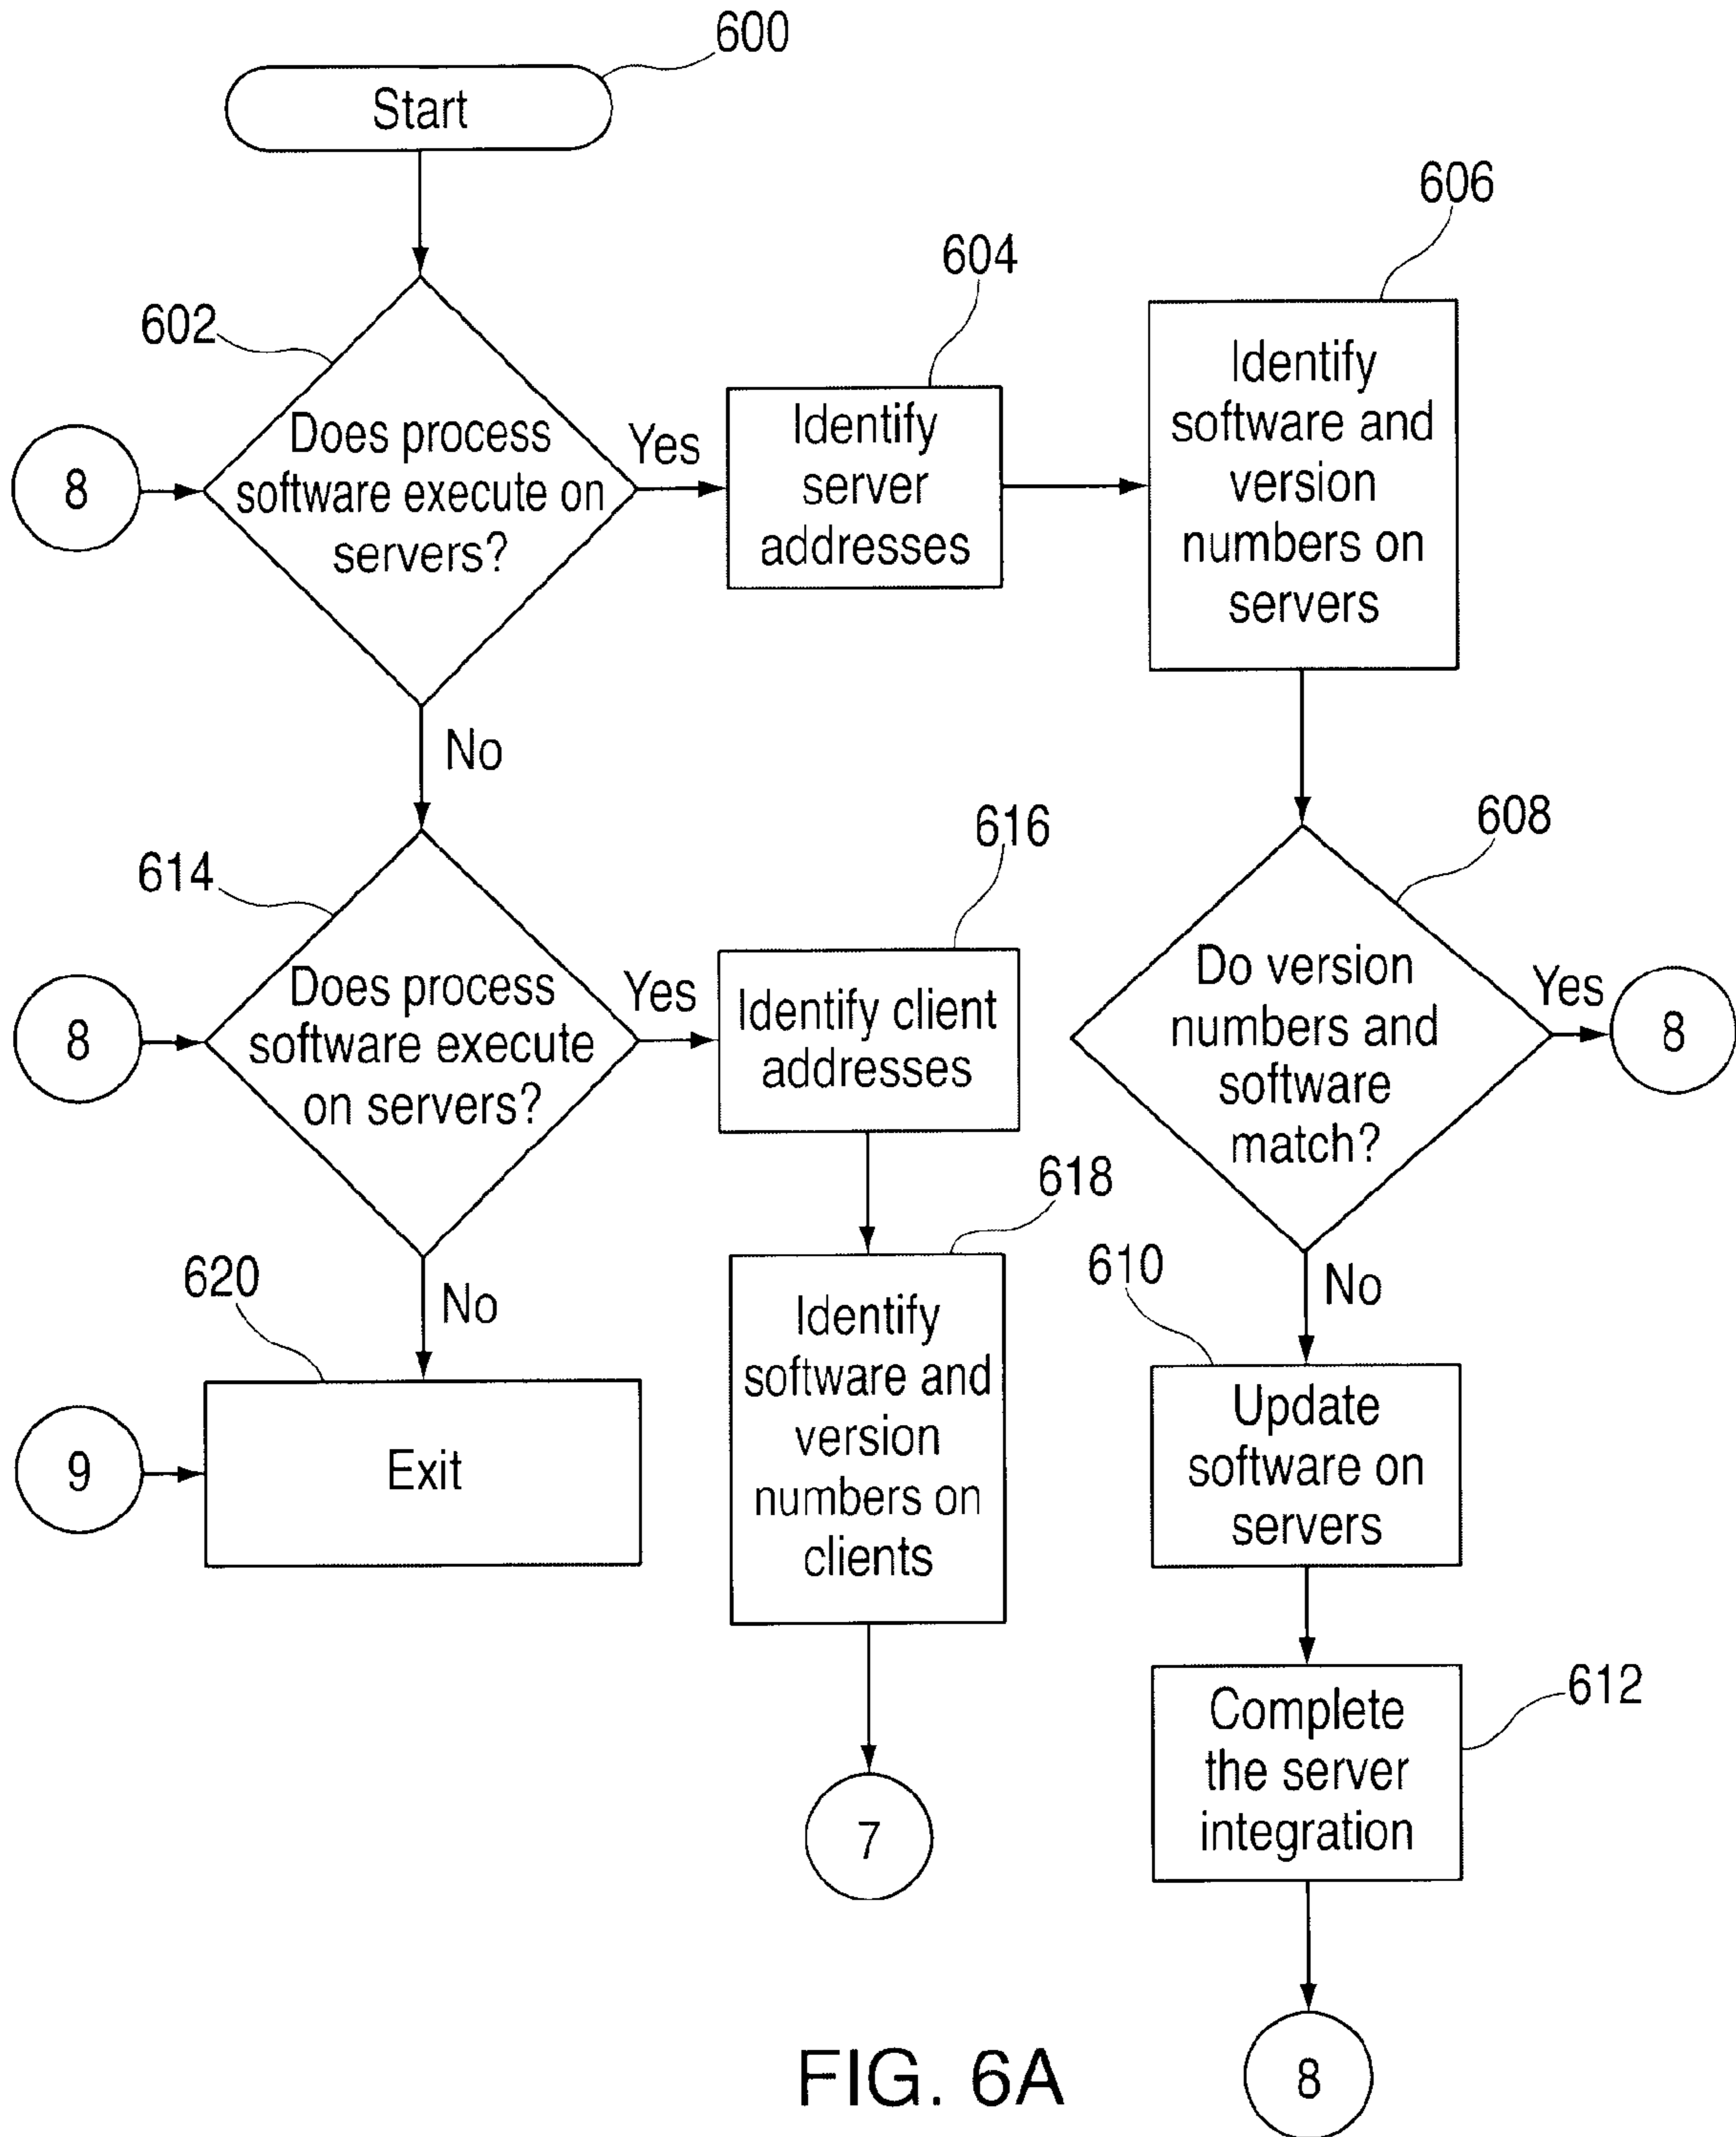 600
Start
606
604
602
Identify
software and
version
numbers on
servers
Does process
software execute on
servers?
8
Yes
Identify
server
addresses
No
616
608
614
Does process
software execute
on servers?
8
Yes
Identify client
addresses
Do version
numbers and
software
match?
Yes
8
618
620
No
610
No
Identify
software and
version
numbers on
clients
Update
software on
servers
9
Exit
612
Complete
the server
integration
7
8
FIG. 6A